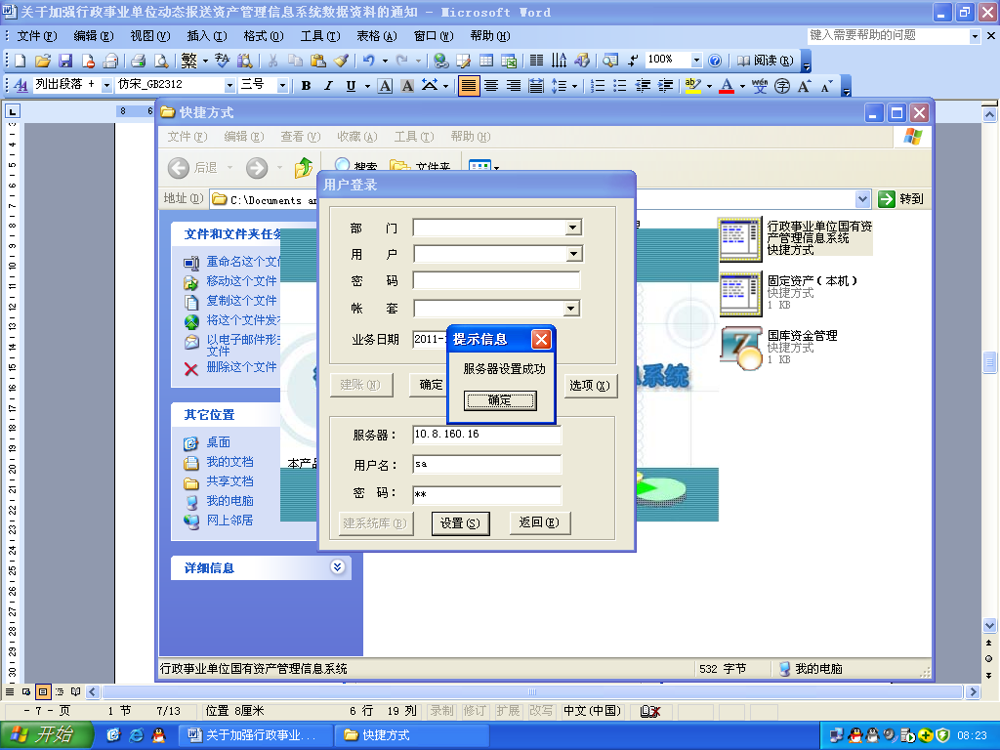 关于加强行政事业单位动态报送资产管理信息系统数据资料的通知 - Microsoft Word
文件(F) 编辑(E) 视图(V) 插入(I) 格式(O) 工具(T) 表格(A) 窗口(W) 帮助(H) 键入需要帮助的问题
繁 100% 阅读(R)
列出段落 + 仿宋_GB2312 三号 B I U A A
8 6
快捷方式
文件(F) 编辑(E) 查看(V) 收藏(A) 工具(T) 帮助(H)
后退 搜索 文件夹
地址(D) C:\Documents an 转到
文件和文件夹任务
重命名这个文件
移动这个文件
复制这个文件
将这个文件发布
以电子邮件形式
文件
删除这个文件
其它位置
桌面
我的文档
共享文档
我的电脑
网上邻居
详细信息
本产品
息系统
行政事业单位国有资
产管理信息系统
快捷方式
固定资产(本机)
快捷方式
1 KB
国库资金管理
快捷方式
1 KB
用户登录
部 门
用 户
密 码
帐 套
业务日期 2011-
建账(N) 确定 选项(X)
提示信息
服务器设置成功
确定
服务器: 10.8.160.16
用户名: sa
密 码: **
建系统库(B) 设置(S) 返回(E)
行政事业单位国有资产管理信息系统 532 字节 我的电脑
- 7 - 页 1 节 7/13 位置 8厘米 6 行 19 列 录制 修订 扩展 改写 中文(中国)
开始 关于加强行政事业... 快捷方式 08:23